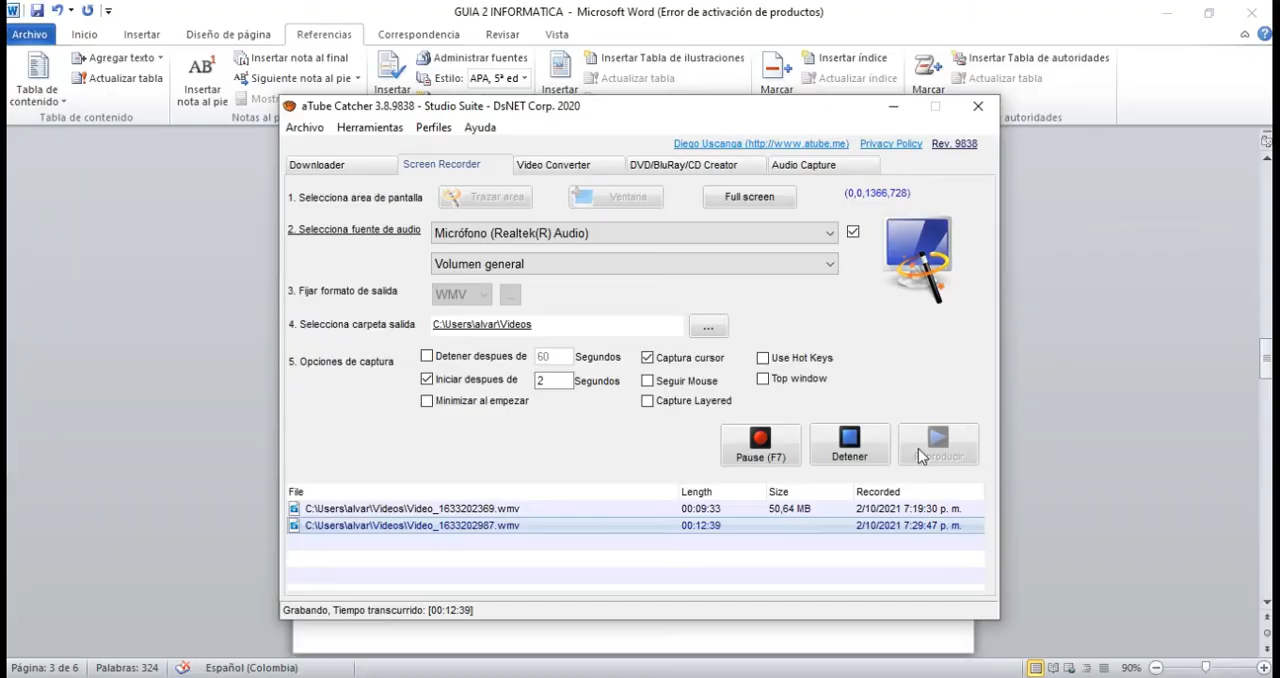 GUIA 2 INFORMATICA - Microsoft Word (Error de activación de productos)
Archivo Inicio Insertar Diseño de página Referencias Correspondencia Revisar Vista
Tabla de contenido
Agregar texto
Actualizar tabla
Tabla de contenido
AB¹
Insertar nota al pie
Insertar nota al final
Siguiente nota al pie
Most
Notas al p
Insertar
Administrar fuentes
Estilo: APA, 5ª ed
Insertar
Insertar Tabla de ilustraciones
Actualizar tabla
Marcar
Insertar índice
Actualizar índice
Marcar
Insertar Tabla de autoridades
Actualizar tabla
autoridades
aTube Catcher 3.8.9838 - Studio Suite - DsNET Corp. 2020
Archivo Herramientas Perfiles Ayuda
Diego Uscanga (http://www.atube.me) Privacy Policy Rev. 9838
Downloader Screen Recorder Video Converter DVD/BluRay/CD Creator Audio Capture
1. Selecciona area de pantalla Trazar area Ventana Full screen (0,0,1366,728)
2. Selecciona fuente de audio Micrófono (Realtek(R) Audio)
Volumen general
3. Fijar formato de salida WMV ...
4. Selecciona carpeta salida C:\Users\alvar\Videos ...
5. Opciones de captura
Detener despues de 60 Segundos Captura cursor Use Hot Keys
Iniciar despues de 2 Segundos Seguir Mouse Top window
Minimizar al empezar Capture Layered
Pause (F7) Detener
File Length Size Recorded
C:\Users\alvar\Videos\Video_1633202369.wmv 00:09:33 50,64 MB 2/10/2021 7:19:30 p. m.
C:\Users\alvar\Videos\Video_1633202987.wmv 00:12:39 2/10/2021 7:29:47 p. m.
Grabando, Tiempo transcurrido: [00:12:39]
Página: 3 de 6 Palabras: 324 Español (Colombia) 90%